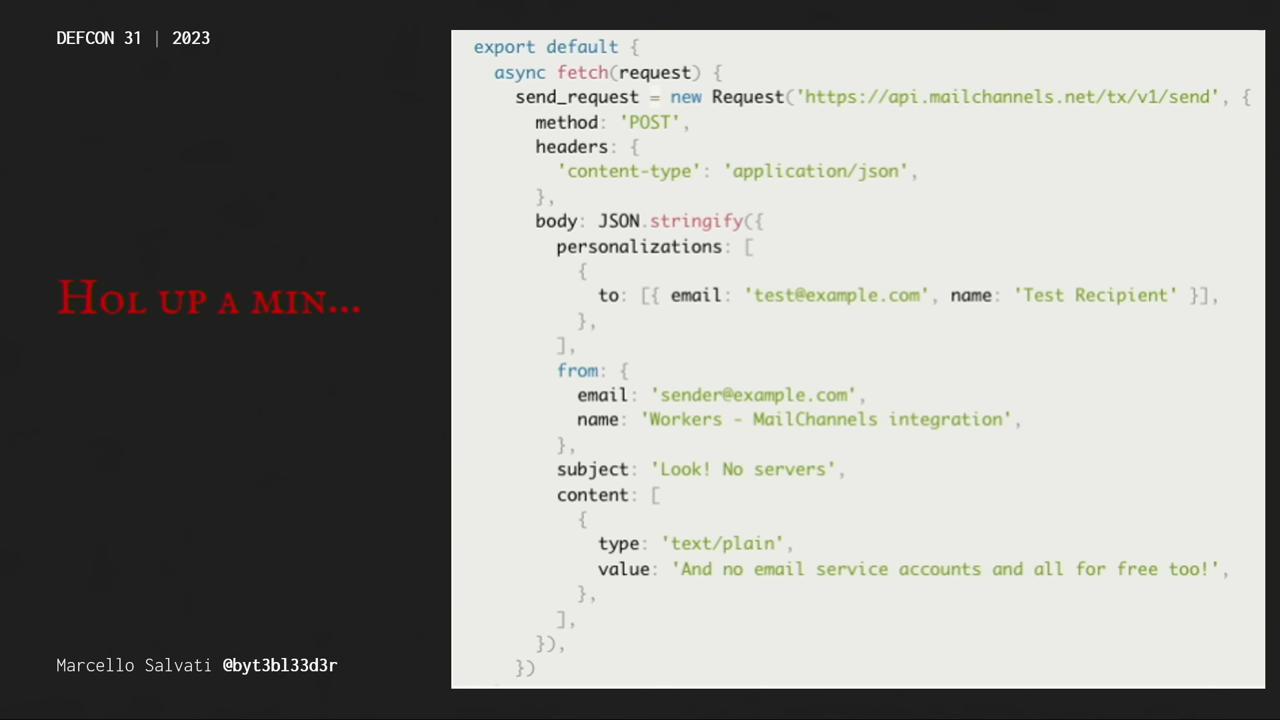 DEFCON 31 | 2023
Hol up a min...
Marcello Salvati @byt3bl33d3r
export default {
  async fetch(request) {
    send_request = new Request('https://api.mailchannels.net/tx/v1/send', {
      method: 'POST',
      headers: {
        'content-type': 'application/json',
      },
      body: JSON.stringify({
        personalizations: [
          {
            to: [{ email: 'test@example.com', name: 'Test Recipient' }],
          },
        ],
        from: {
          email: 'sender@example.com',
          name: 'Workers - MailChannels integration',
        },
        subject: 'Look! No servers',
        content: [
          {
            type: 'text/plain',
            value: 'And no email service accounts and all for free too!',
          },
        ],
      }),
    })